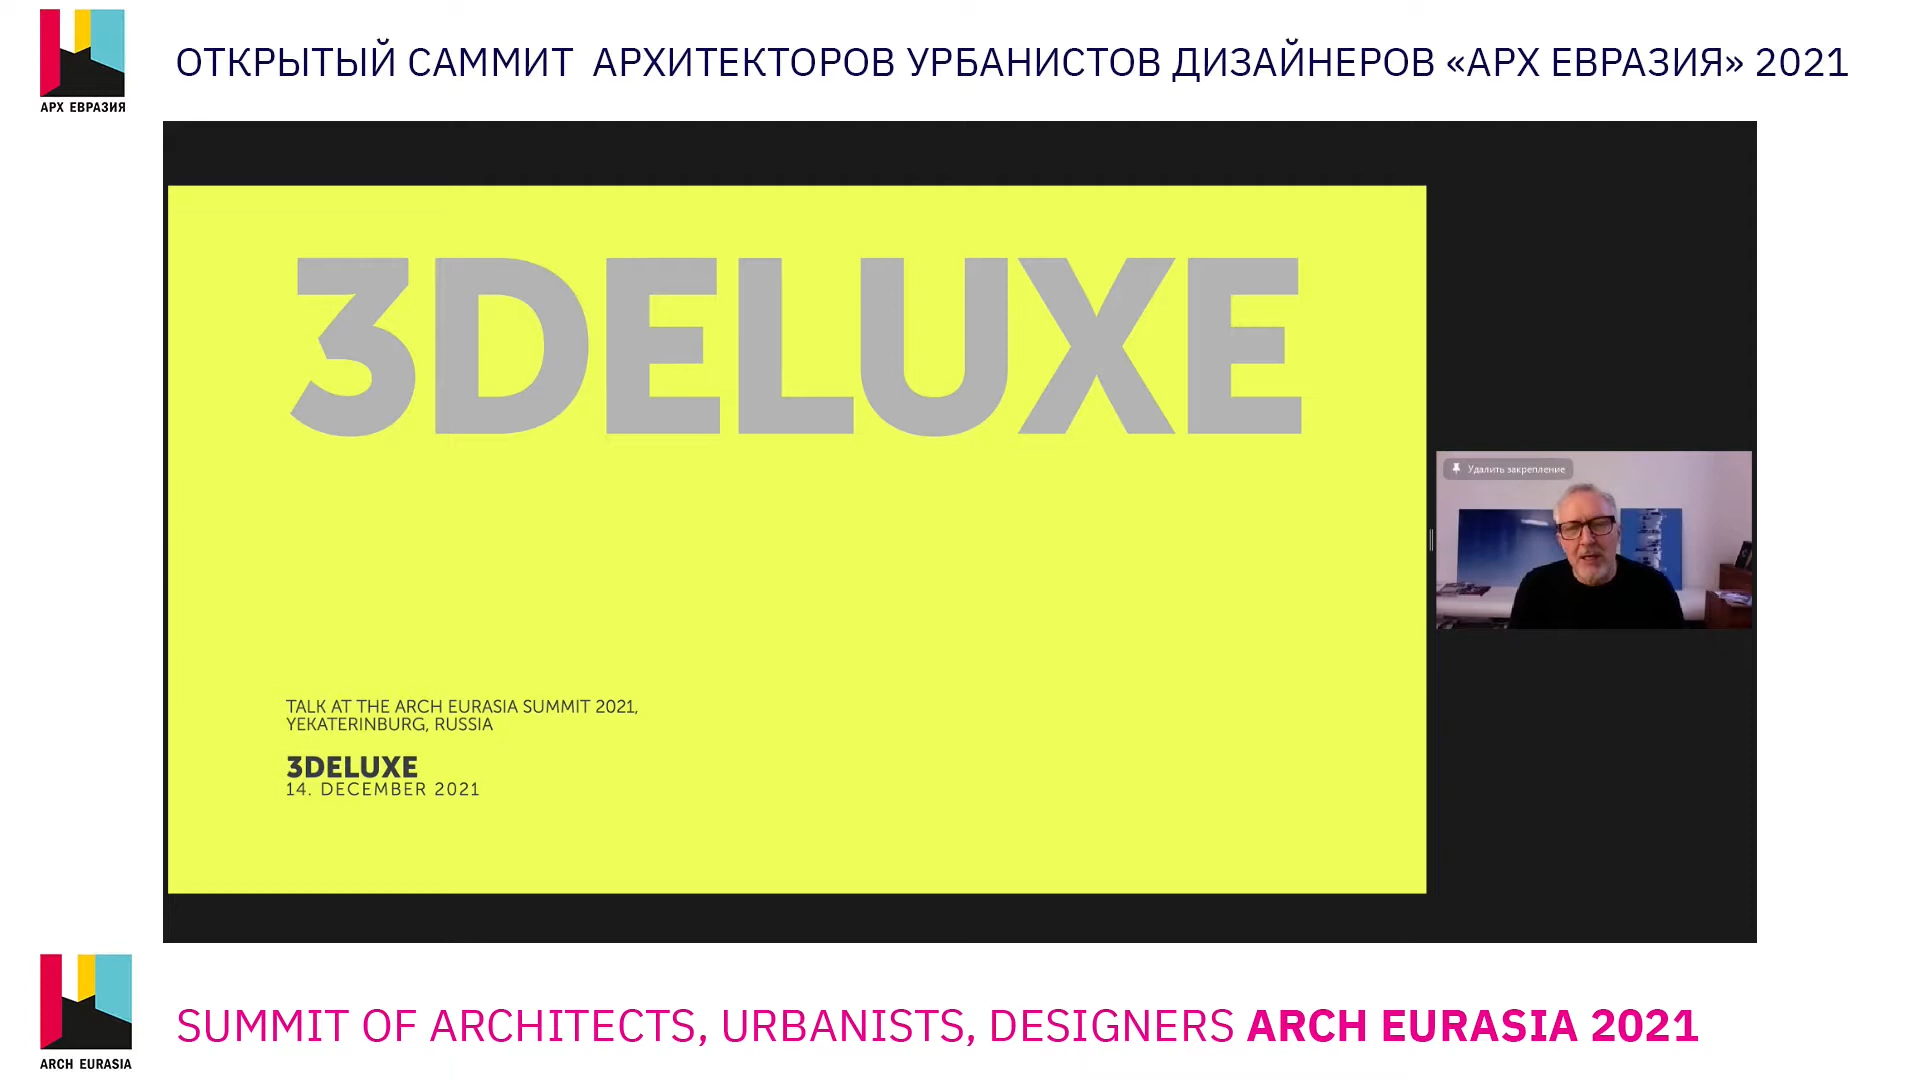 ОТКРЫТЫЙ САММИТ АРХИТЕКТОРОВ УРБАНИСТОВ ДИЗАЙНЕРОВ «АРХ ЕВРАЗИЯ» 2021
АРХ ЕВРАЗИЯ
3DELUXE
Удалить закрепление
TALK AT THE ARCH EURASIA SUMMIT 2021,
YEKATERINBURG, RUSSIA
3DELUXE
14. DECEMBER 2021
SUMMIT OF ARCHITECTS, URBANISTS, DESIGNERS ARCH EURASIA 2021
ARCH EURASIA